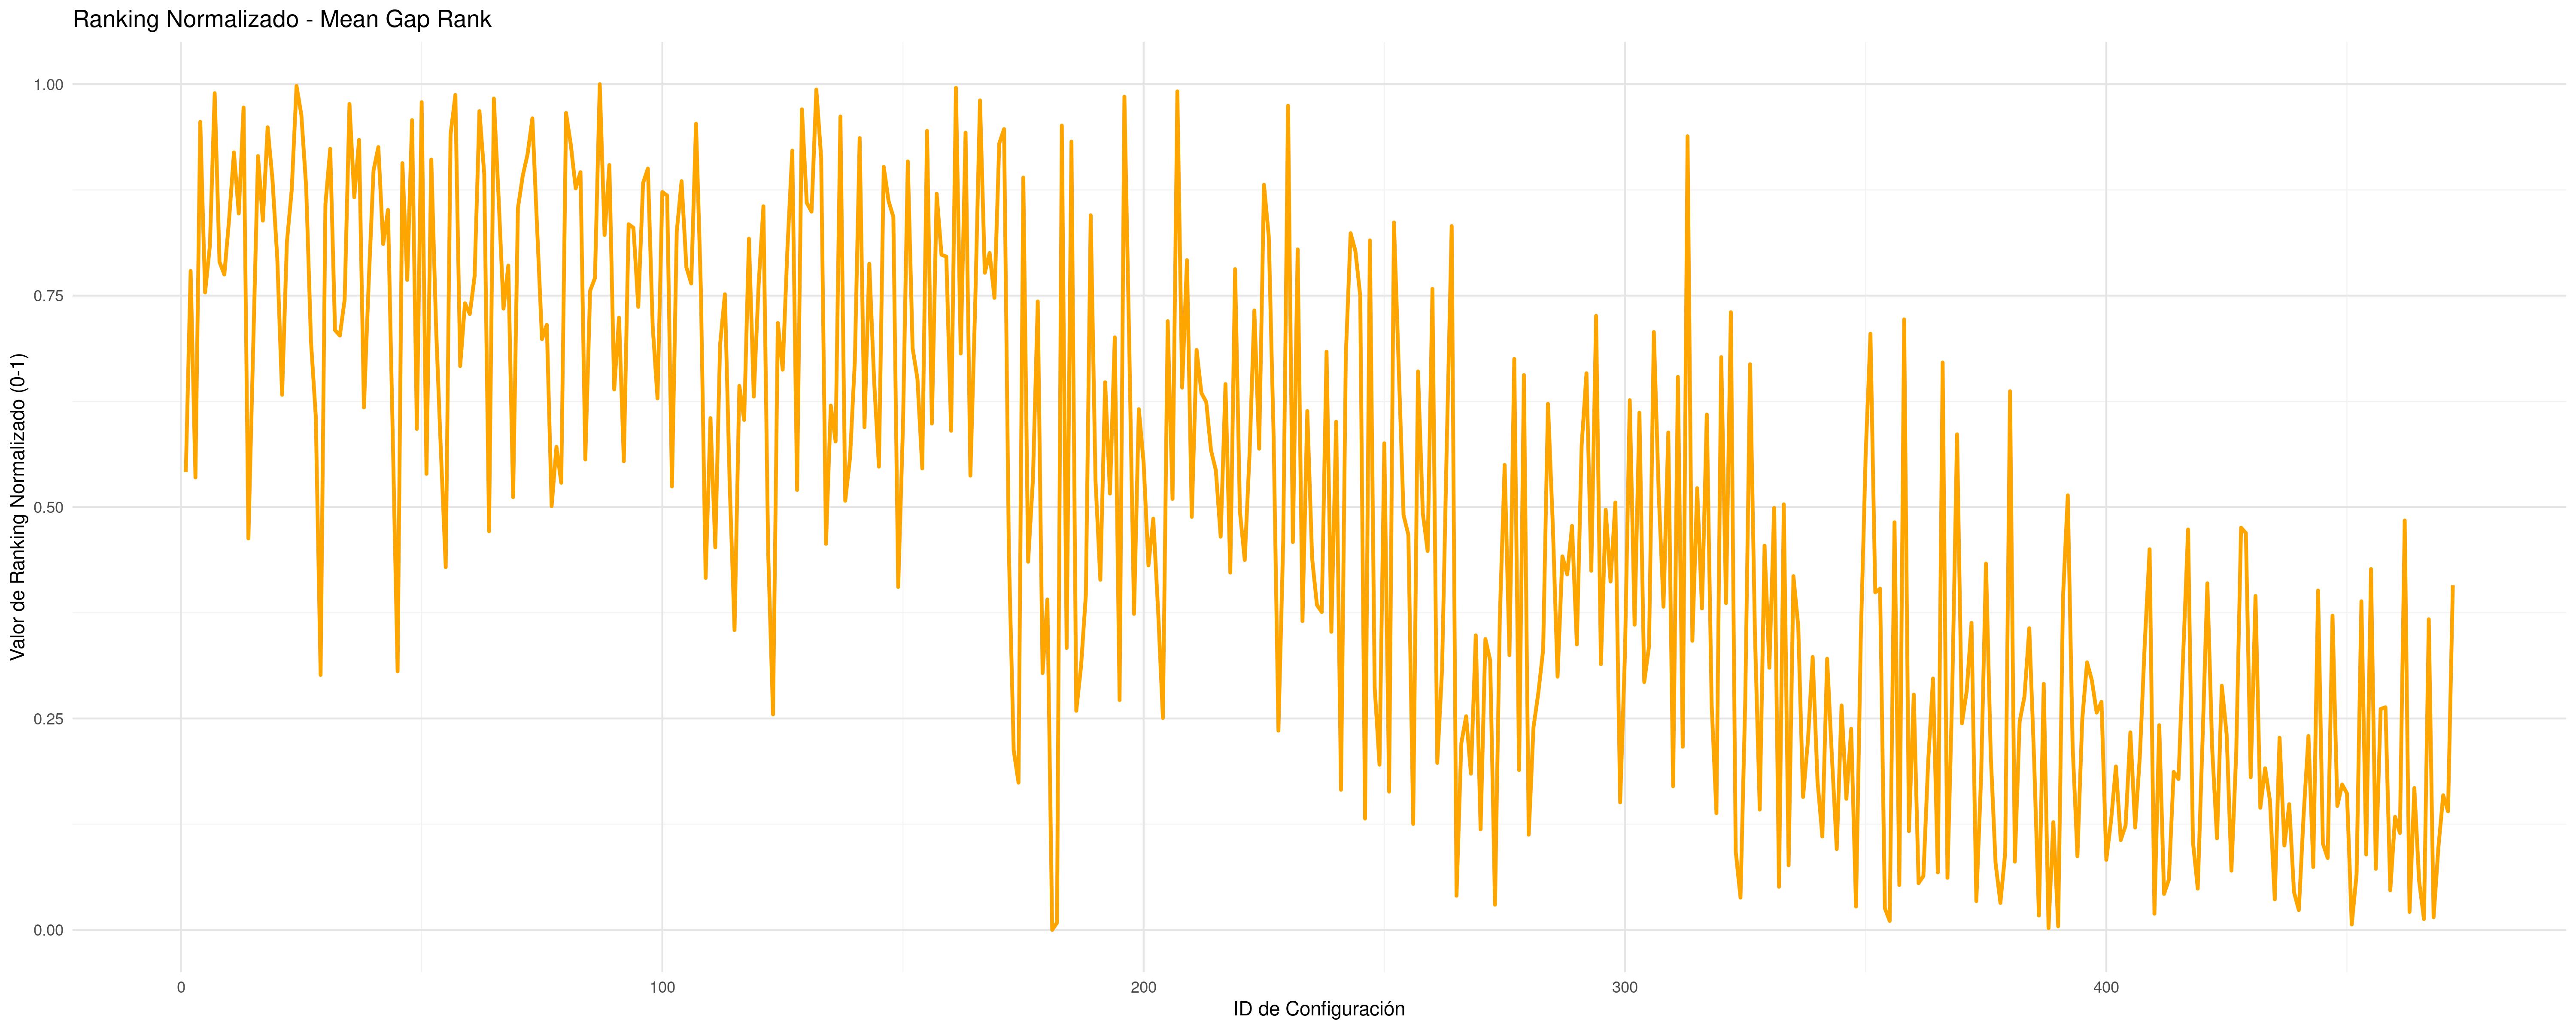 Ranking Normalizado - Mean Gap Rank
Valor de Ranking Normalizado (0-1)
1.00
0.75
0.50
0.25
0.00
0 100 200 300 400
ID de Configuración